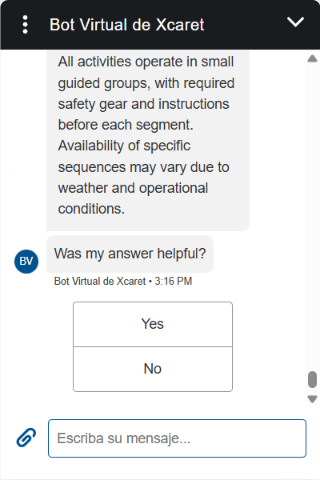 Bot Virtual de Xcaret
All activities operate in small
guided groups, with required
safety gear and instructions
before each segment.
Availability of specific
sequences may vary due to
weather and operational
conditions.
Was my answer helpful?
BV
Bot Virtual de Xcaret • 3:16 PM
Yes
No
Escriba su mensaje...